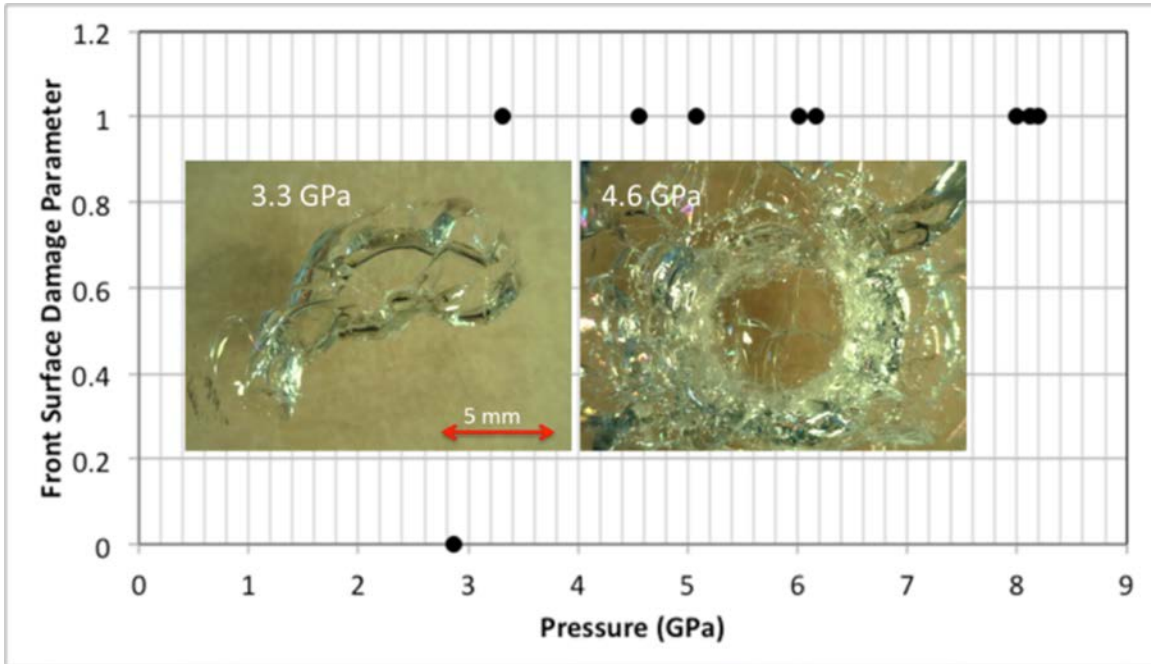 Front Surface Damage Parameter
1.2
1
0.8
0.6
0.4
0.2
0
3.3 GPa
4.6 GPa
5 mm
0 1 2 3 4 5 6 7 8 9
Pressure (GPa)